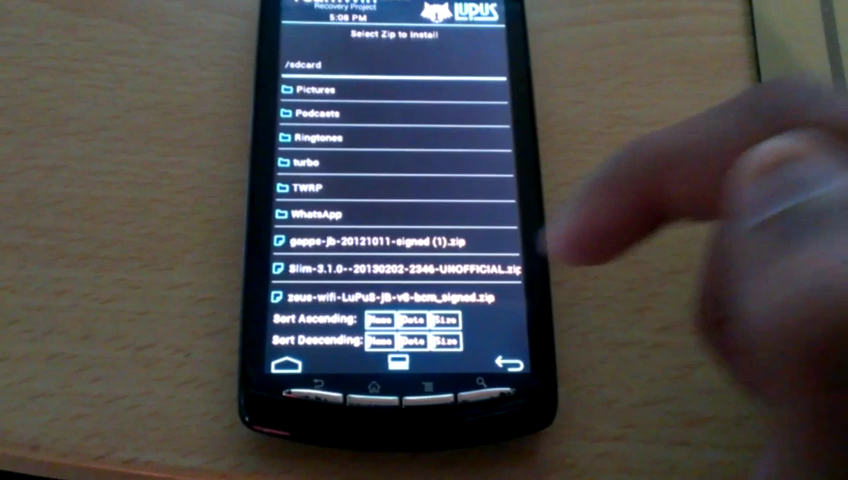 Recovery Project
5:08 PM
LUPUS
Select Zip to Install
/sdcard
Pictures
Podcasts
Ringtones
turbo
TWRP
WhatsApp
gapps-jb-20121011-signed (1).zip
Slim-3.1.0--20130202-2346-UNOFFICIAL.zip
zeus-wifi-LuPuS-JB-v6-bcm_signed.zip
Sort Ascending: Name Date Size
Sort Descending: Name Date Size